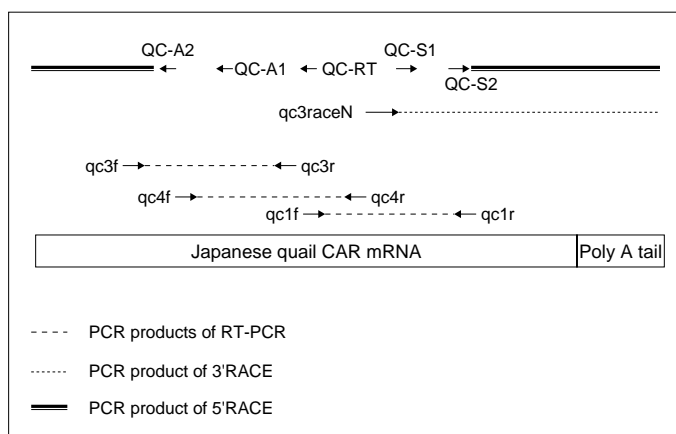 QC-A2 QC-S1
QC-A1 QC-RT
QC-S2
qc3raceN
qc3f qc3r
qc4f qc4r
qc1f qc1r
Japanese quail CAR mRNA Poly A tail
PCR products of RT-PCR
PCR product of 3'RACE
PCR product of 5'RACE